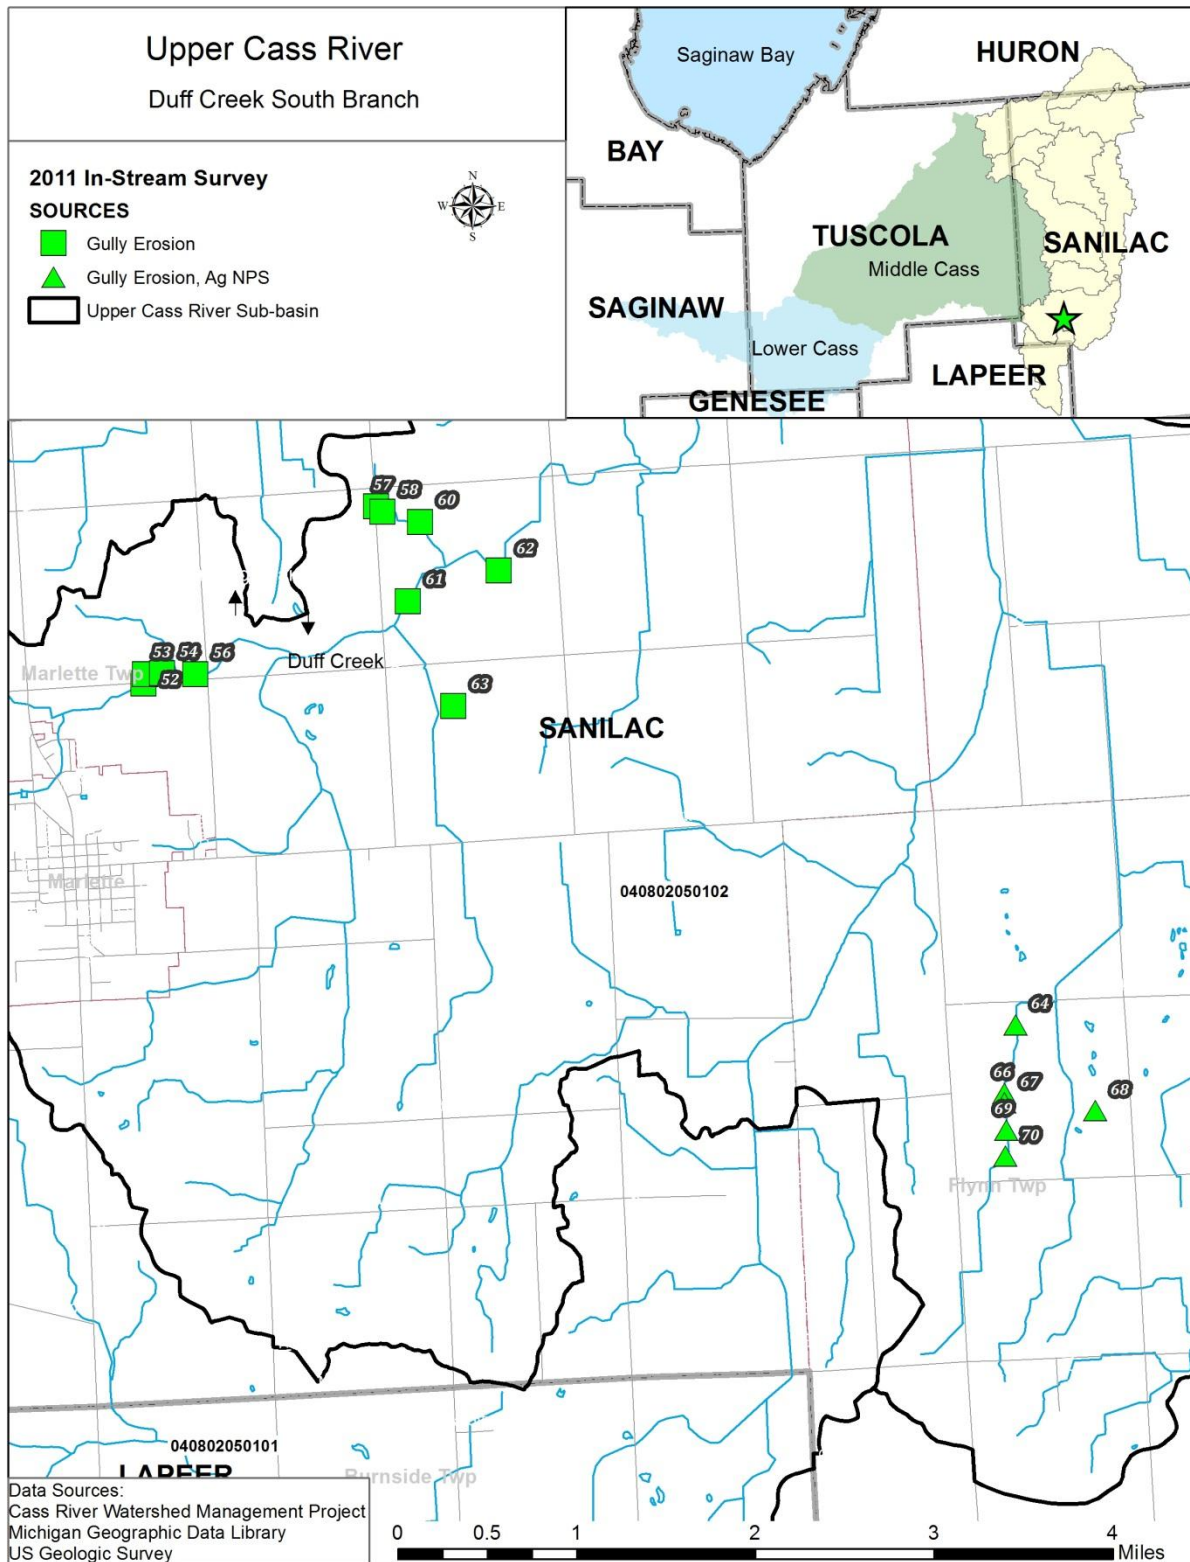 Upper Cass River
Duff Creek South Branch
2011 In-Stream Survey
SOURCES
Gully Erosion
Gully Erosion, Ag NPS
Upper Cass River Sub-basin
N
W E
S
Saginaw Bay
HURON
BAY
TUSCOLA
SANILAC
Middle Cass
SAGINAW
Lower Cass
LAPEER
GENESEE
57
58
60
62
61
53
54
56
Marlette Twp
52
Duff Creek
63
SANILAC
Marlette
040802050102
64
66
67
68
69
70
Flynn Twp
040802050101
LAPEER
Burnside Twp
Data Sources:
Cass River Watershed Management Project
Michigan Geographic Data Library
US Geologic Survey
0 0.5 1 2 3 4
Miles